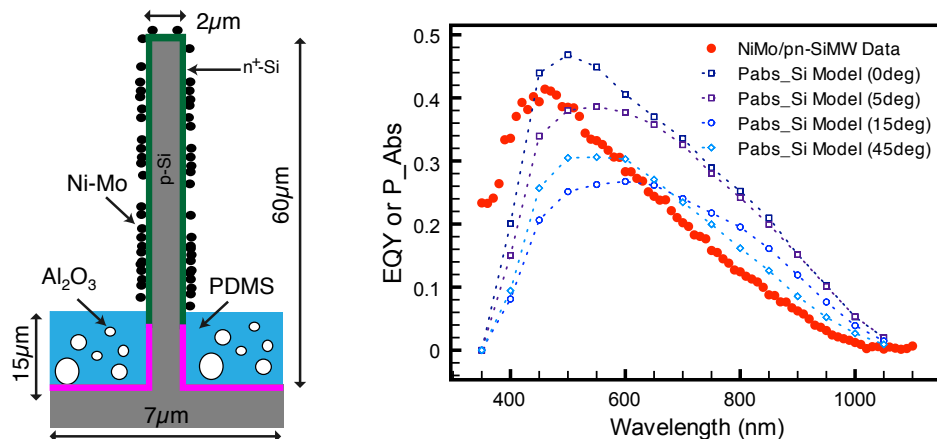 2µm
n⁺-Si
p-Si
60µm
Ni-Mo
Al₂O₃
PDMS
15µm
7µm
EQY or P_Abs
0.5
0.4
0.3
0.2
0.1
0
NiMo/pn-SiMW Data
Pabs_Si Model (0deg)
Pabs_Si Model (5deg)
Pabs_Si Model (15deg)
Pabs_Si Model (45deg)
400
600
800
1000
Wavelength (nm)